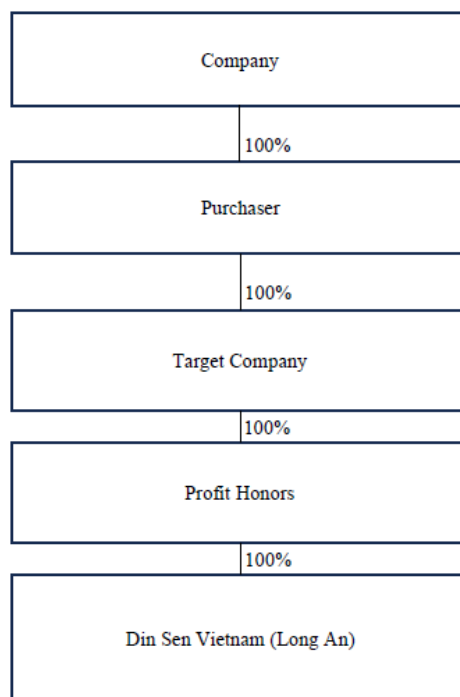 Company
100%
Purchaser
100%
Target Company
100%
Profit Honors
100%
Din Sen Vietnam (Long An)